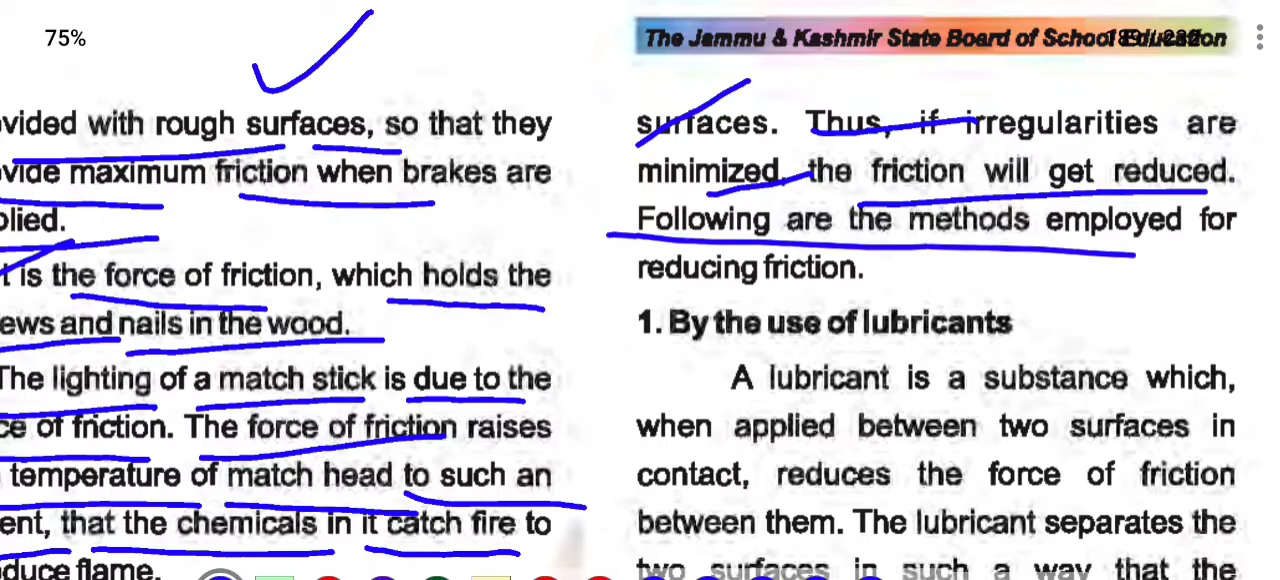 75%
The Jammu & Kashmir State Board of School Education
ovided with rough surfaces, so that they
ovide maximum friction when brakes are
plied.
t is the force of friction, which holds the
ews and nails in the wood.
The lighting of a match stick is due to the
ce of friction. The force of friction raises
temperature of match head to such an
ent, that the chemicals in it catch fire to
duce flame.
surfaces. Thus, if irregularities are
minimized, the friction will get reduced.
Following are the methods employed for
reducing friction.
1. By the use of lubricants
A lubricant is a substance which,
when applied between two surfaces in
contact, reduces the force of friction
between them. The lubricant separates the
two surfaces in such a way that the